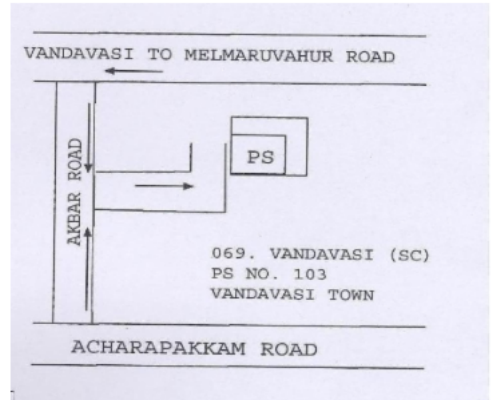 VANDAVASI TO MELMARUVAHUR ROAD
AKBAR ROAD
PS
069. VANDAVASI (SC)
PS NO. 103
VANDAVASI TOWN
ACHARAPAKKAM ROAD